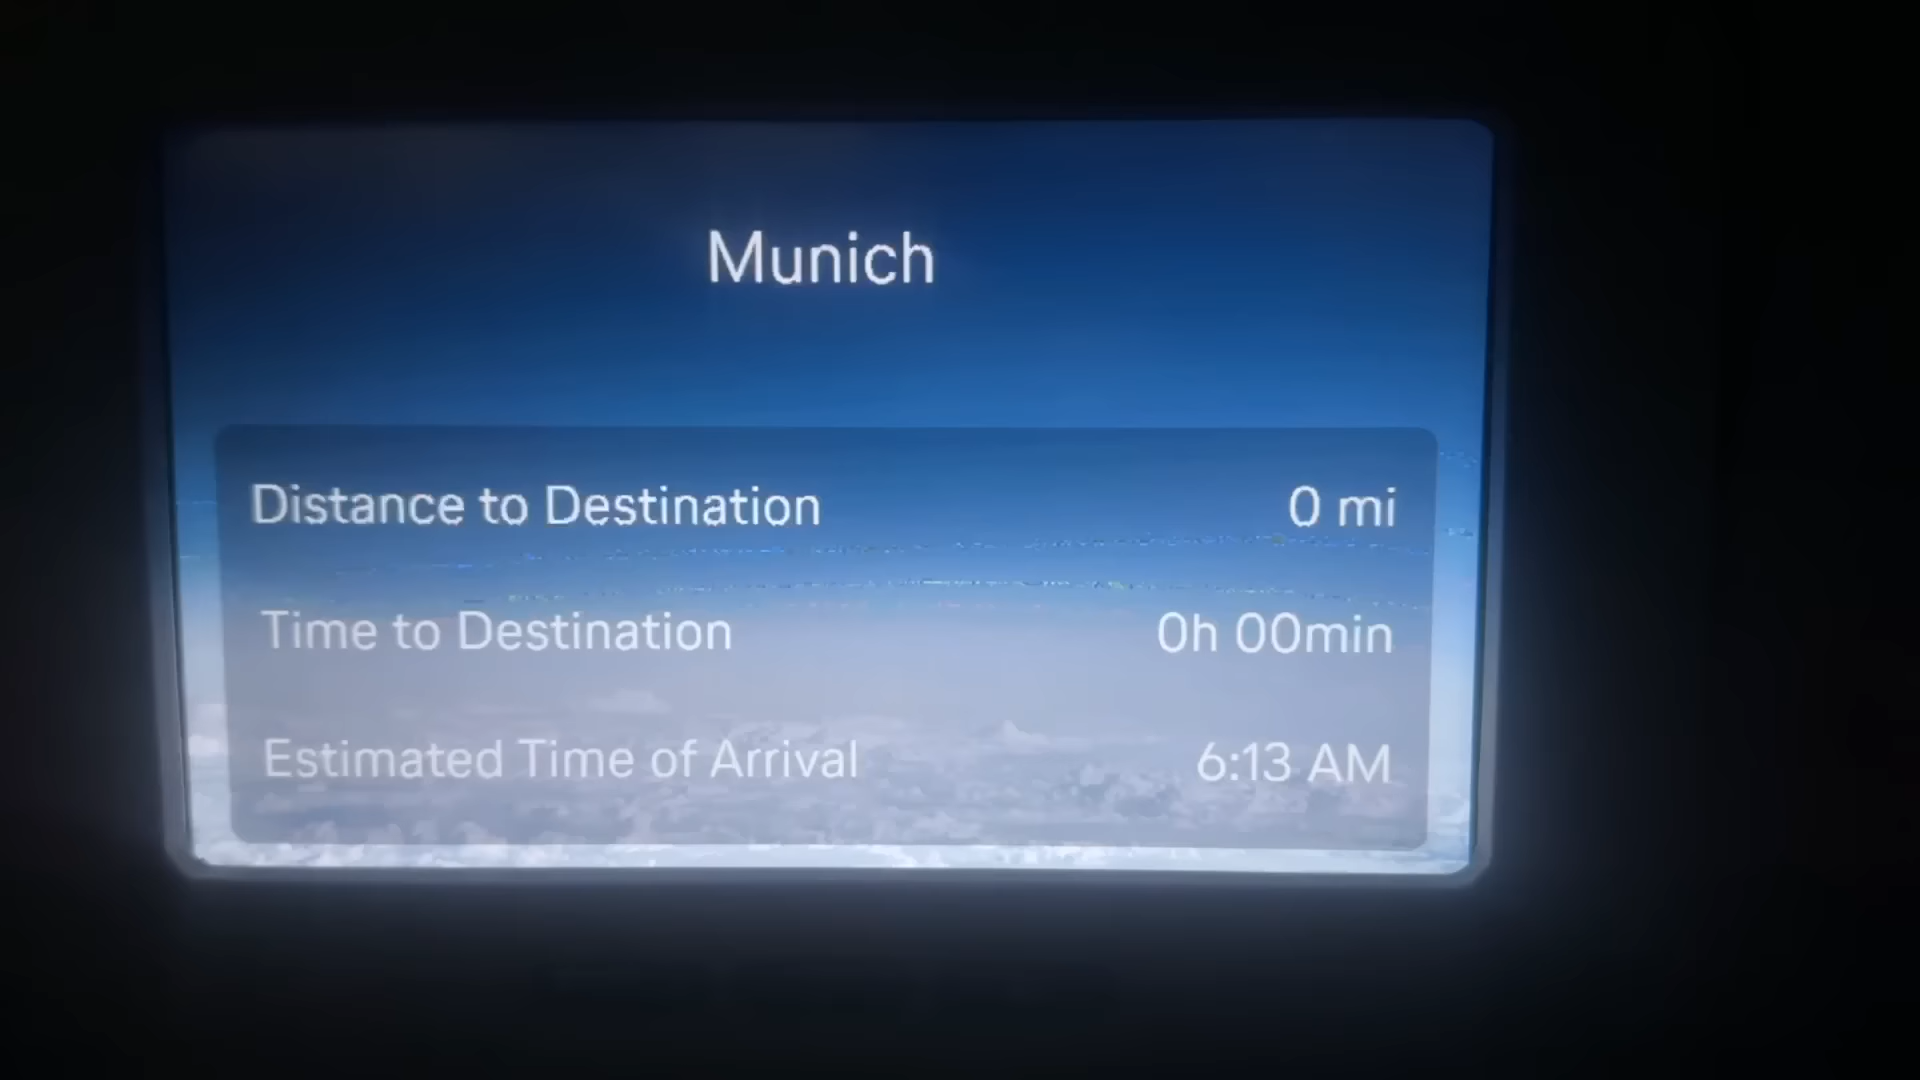 Munich
Distance to Destination 0 mi
Time to Destination 0h 00min
Estimated Time of Arrival 6:13 AM